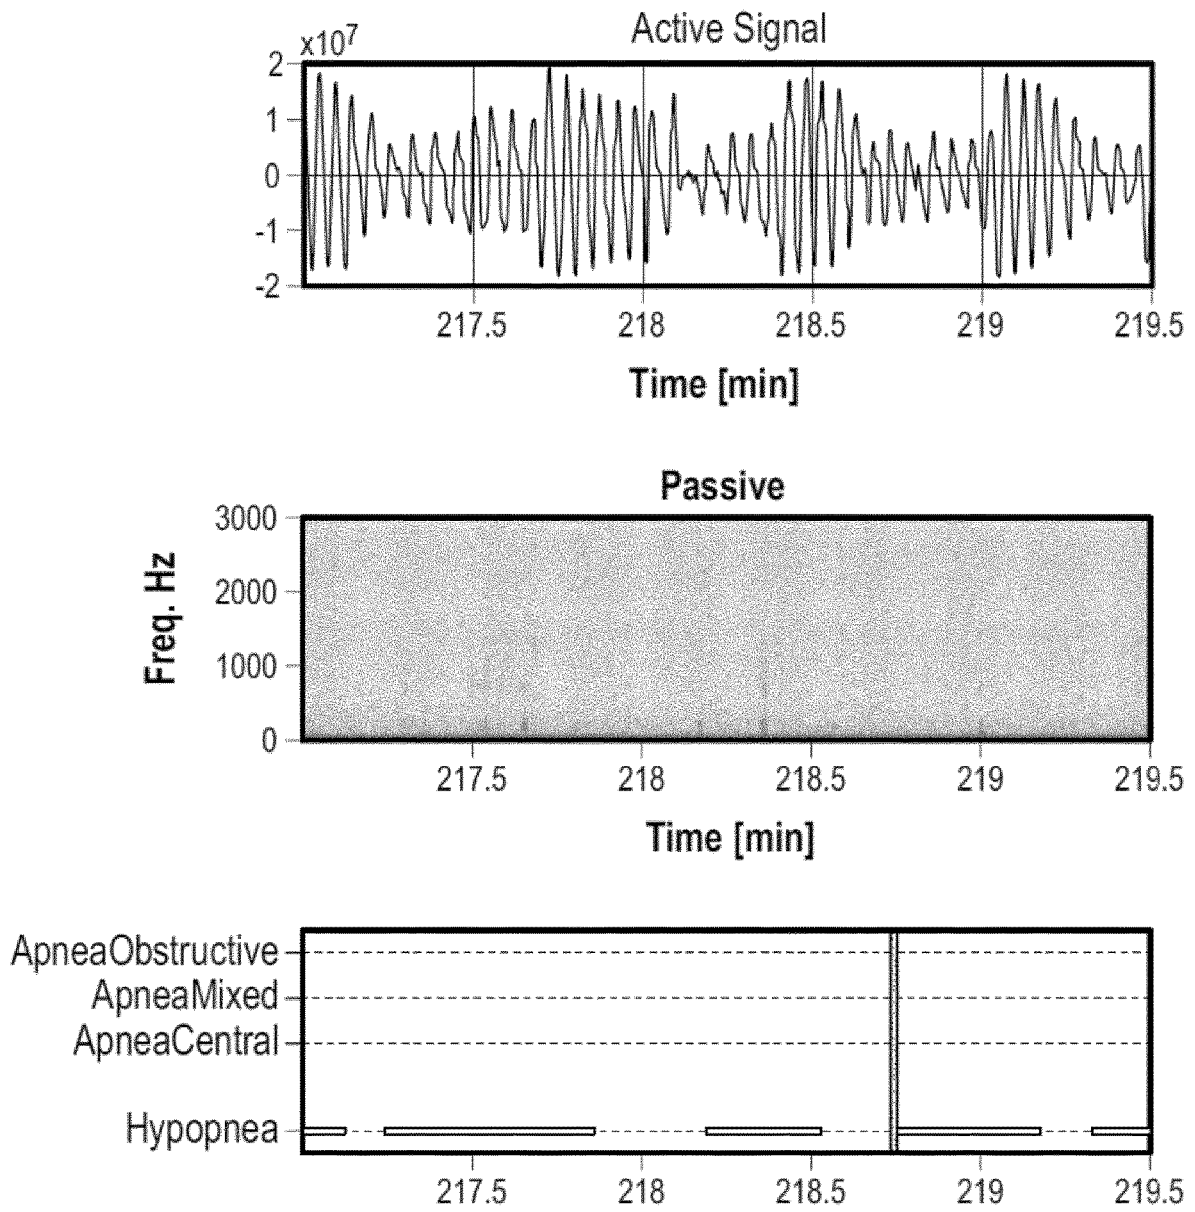 Active Signal
x10⁷
2
1
0
-1
-2
217.5 218 218.5 219 219.5
Time [min]
Passive
Freq. Hz
3000
2000
1000
0
217.5 218 218.5 219 219.5
Time [min]
ApneaObstructive
ApneaMixed
ApneaCentral
Hypopnea
217.5 218 218.5 219 219.5